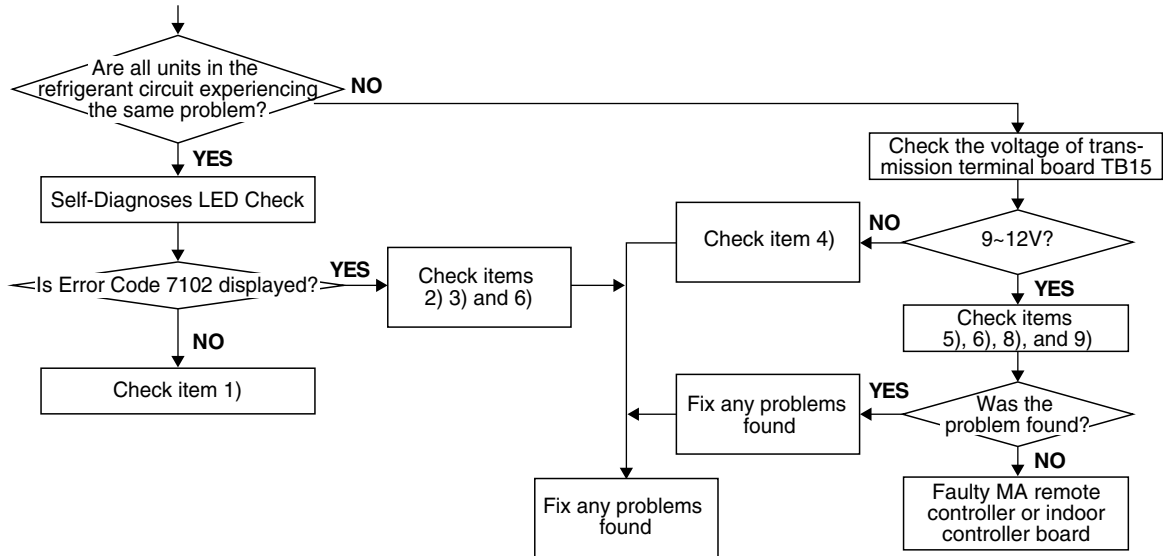 Are all units in the
refrigerant circuit experiencing
the same problem?
NO
YES
Check the voltage of trans-
mission terminal board TB15
Self-Diagnoses LED Check
NO
Check item 4)
9~12V?
YES
Is Error Code 7102 displayed?
YES
Check items
2) 3) and 6)
Check items
5), 6), 8), and 9)
NO
Check item 1)
YES
Fix any problems
found
Was the
problem found?
NO
Fix any problems
found
Faulty MA remote
controller or indoor
controller board